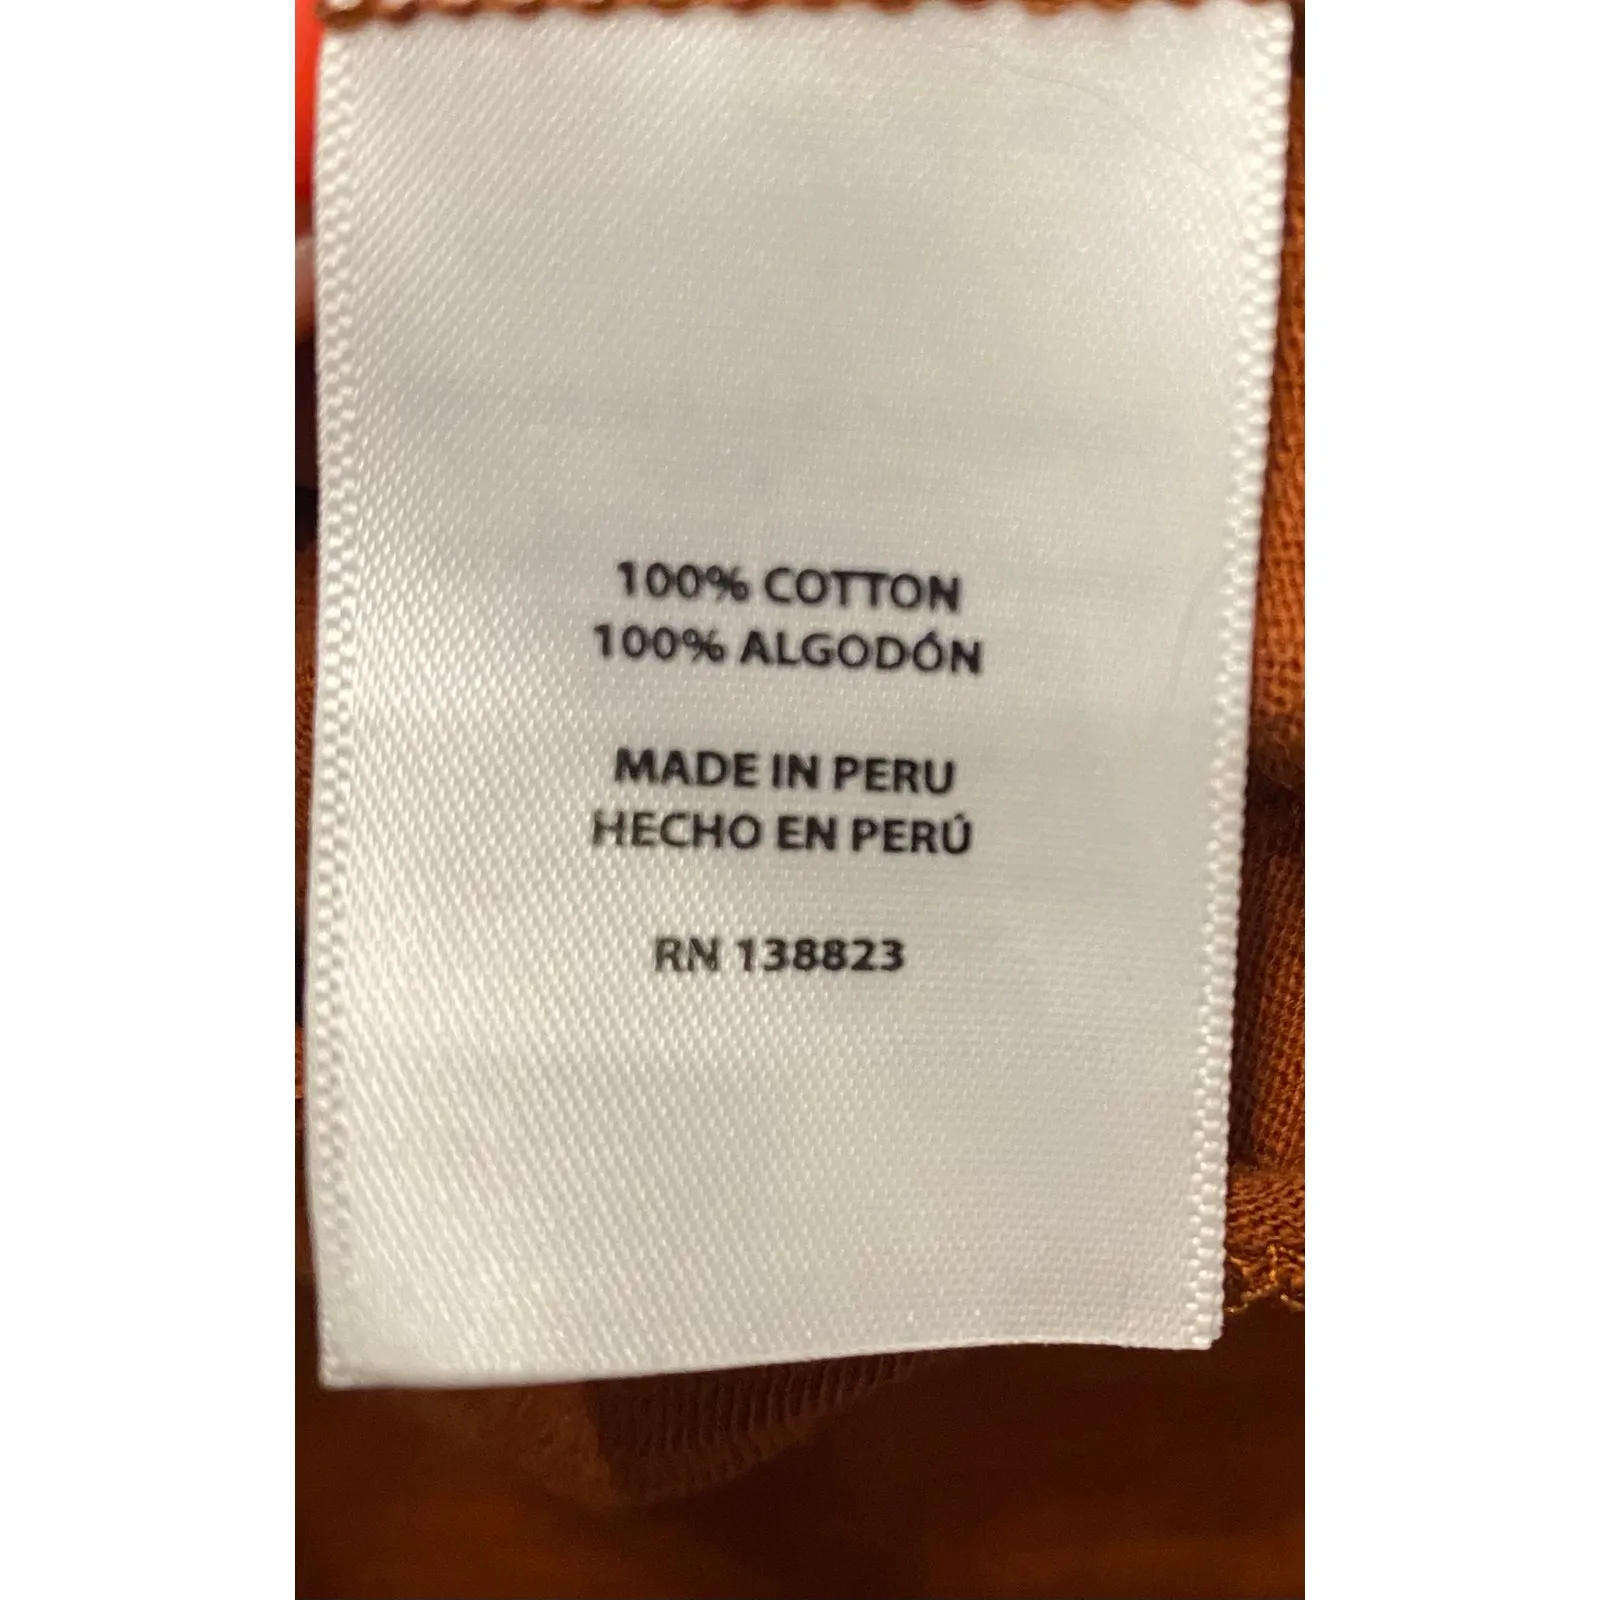 100% COTTON
100% ALGODÓN
MADE IN PERU
HECHO EN PERÚ
RN 138823